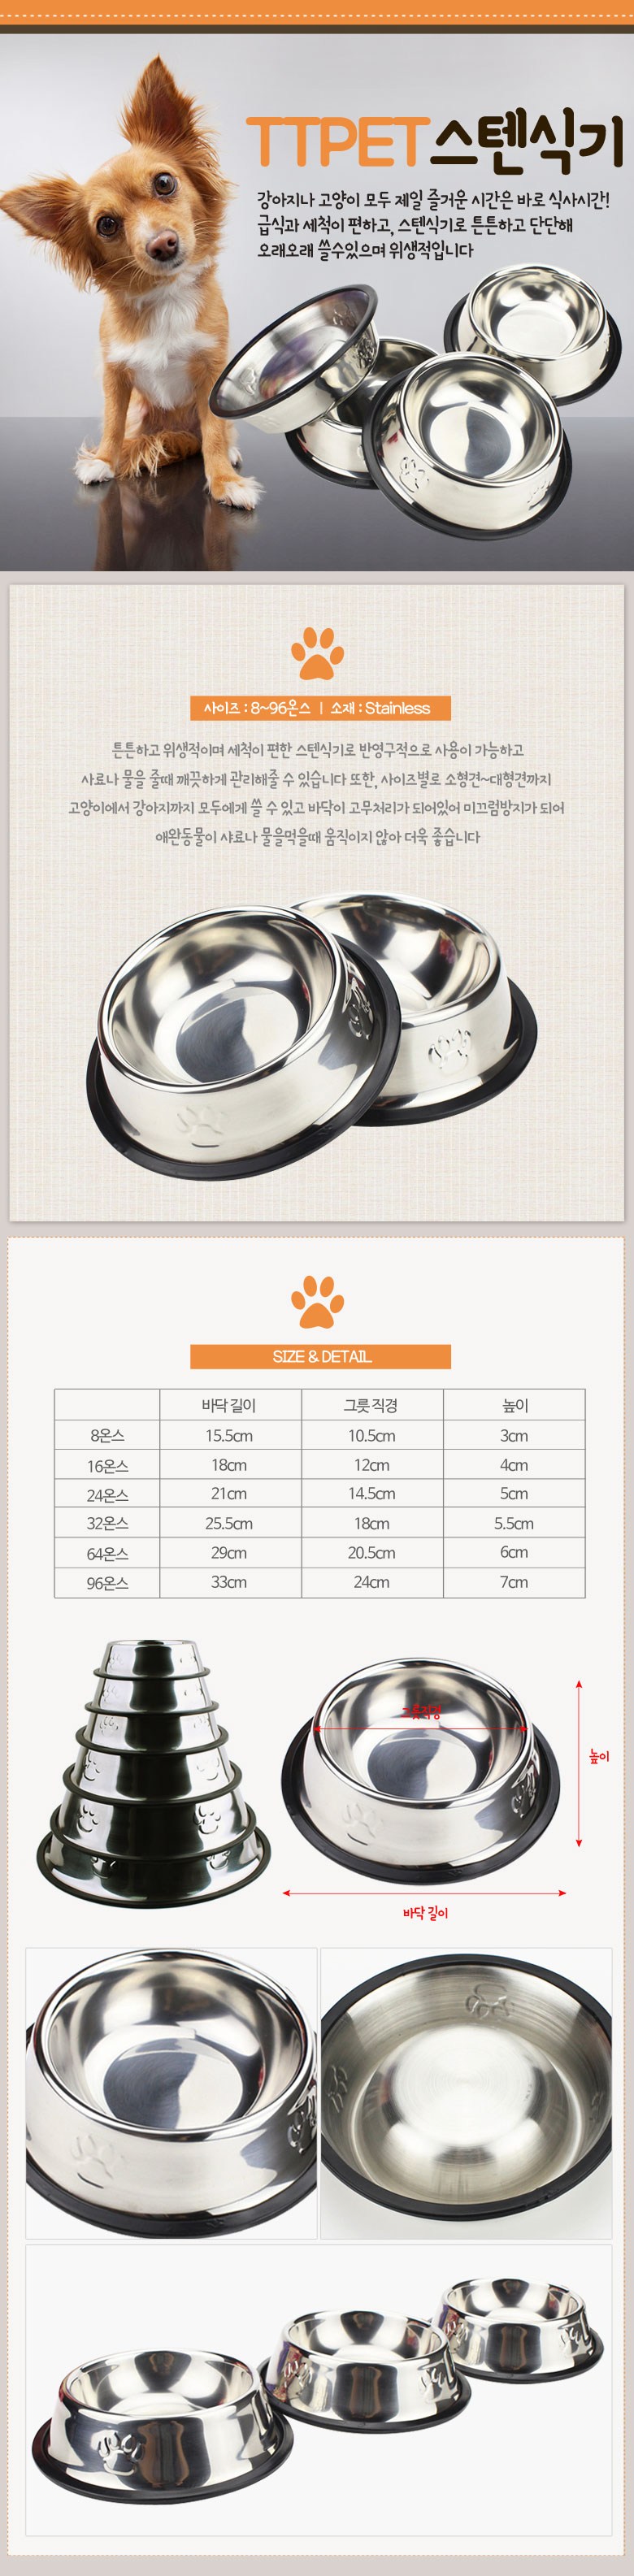 TTPET스텐식기
강아지나 고양이 모두 제일 즐거운 시간은 바로 식사시간!
급식과 세척이 편하고, 스텐식기로 튼튼하고 단단해
오래오래 쓸수있으며 위생적입니다
사이즈 : 8~96온스 | 소재 : Stainless
튼튼하고 위생적이며 세척이 편한 스텐식기로 반영구적으로 사용이 가능하고
사료나 물을 줄때 깨끗하게 관리해줄 수 있습니다 또한, 사이즈별로 소형견~대형견까지
고양이에서 강아지까지 모두에게 쓸 수 있고 바닥이 고무처리가 되어있어 미끄럼방지가 되어
애완동물이 사료나 물을먹을때 움직이지 않아 더욱 좋습니다
SIZE & DETAIL
바닥 길이 그릇 직경 높이
8온스 15.5cm 10.5cm 3cm
16온스 18cm 12cm 4cm
24온스 21cm 14.5cm 5cm
32온스 25.5cm 18cm 5.5cm
64온스 29cm 20.5cm 6cm
96온스 33cm 24cm 7cm
그릇직경
높이
바닥 길이